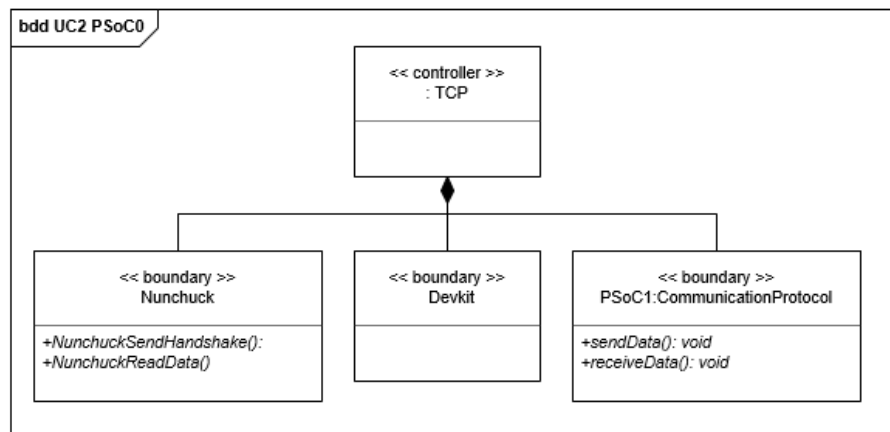 bdd UC2 PSoC0
<< controller >>
: TCP
<< boundary >>
Nunchuck
+NunchuckSendHandshake():
+NunchuckReadData()
<< boundary >>
Devkit
<< boundary >>
PSoC1:CommunicationProtocol
+sendData(): void
+receiveData(): void